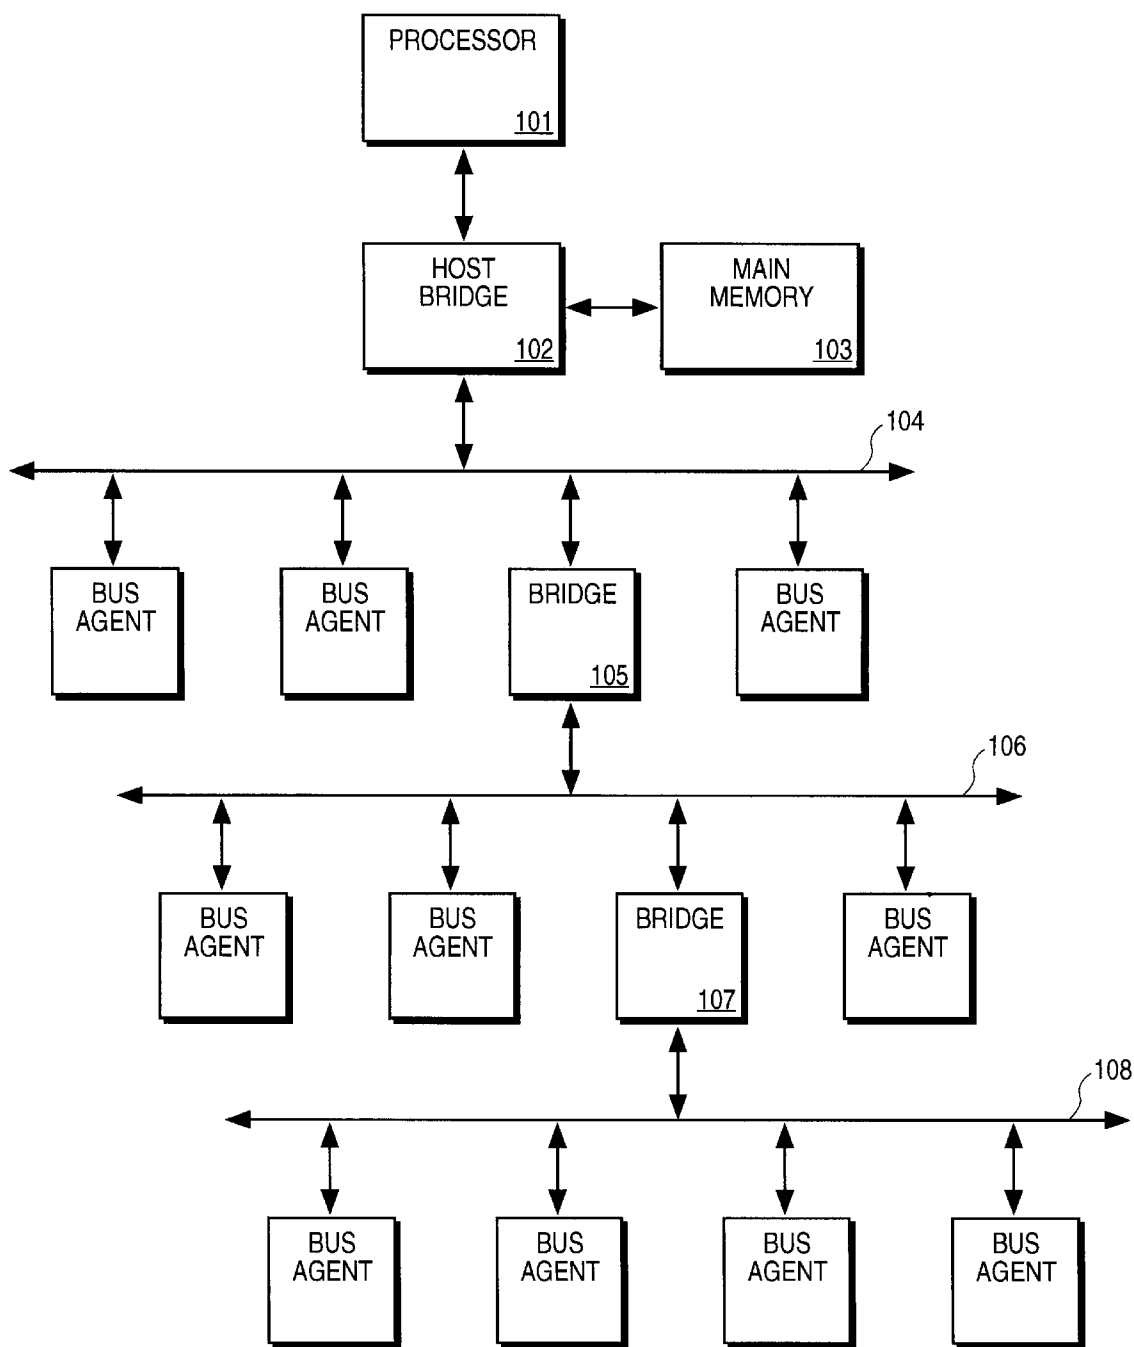 PROCESSOR
101
HOST
BRIDGE
102
MAIN
MEMORY
103
104
BUS
AGENT
BUS
AGENT
BRIDGE
105
BUS
AGENT
106
BUS
AGENT
BUS
AGENT
BRIDGE
107
BUS
AGENT
108
BUS
AGENT
BUS
AGENT
BUS
AGENT
BUS
AGENT